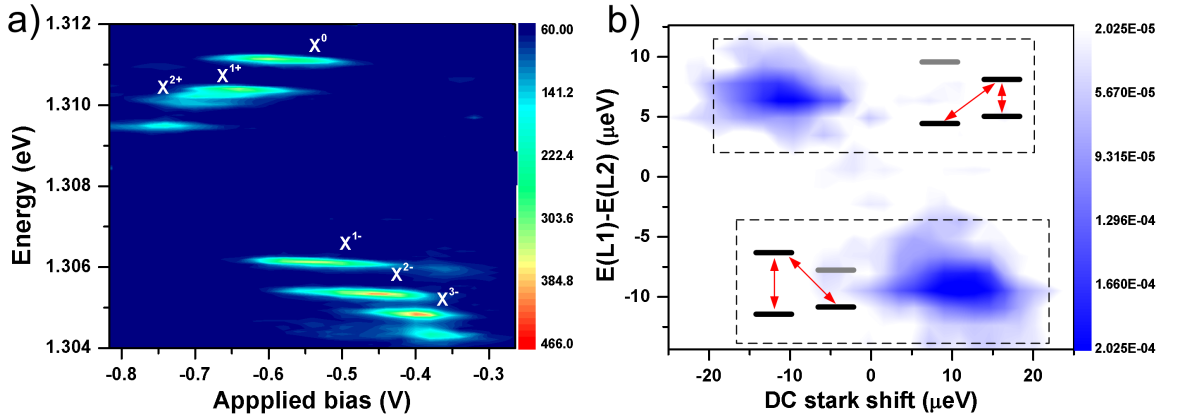 a)
1.312
1.310
1.308
1.306
1.304
Energy (eV)
X0
X1+
X2+
X1-
X2-
X3-
-0.8
-0.7
-0.6
-0.5
-0.4
-0.3
Appplied bias (V)
60.00
141.2
222.4
303.6
384.8
466.0
b)
10
5
0
-5
-10
E(L1)-E(L2) (μeV)
-20
-10
0
10
20
DC stark shift (μeV)
2.025E-05
5.670E-05
9.315E-05
1.296E-04
1.660E-04
2.025E-04